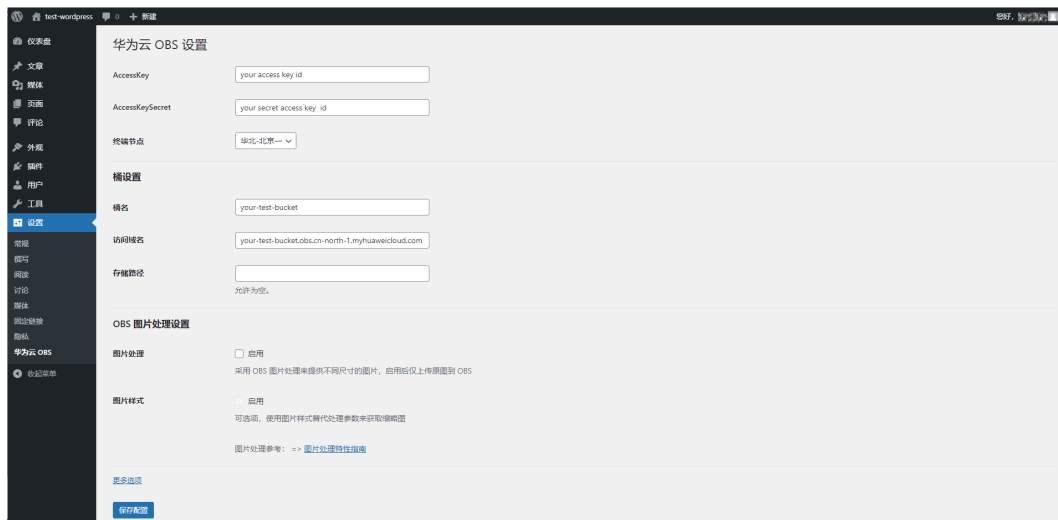 test-wordpress 0 新建
您好,
仪表盘
文章
媒体
页面
评论
外观
插件
用户
工具
设置
常规
撰写
阅读
讨论
媒体
固定链接
隐私
华为云 OBS
收起菜单
华为云 OBS 设置
AccessKey your access key id
AccessKeySecret your secret access key id
终端节点 华北-北京一
桶设置
桶名 your-test-bucket
访问域名 your-test-bucket.obs.cn-north-1.myhuaweicloud.com
存储路径
允许为空。
OBS 图片处理设置
图片处理 启用
采用 OBS 图片处理来提供不同尺寸的图片，启用后仅上传原图到 OBS
图片样式 启用
可选项，使用图片样式替代处理参数来获取缩略图
图片处理参考： => 图片处理特性指南
更多选项
保存配置